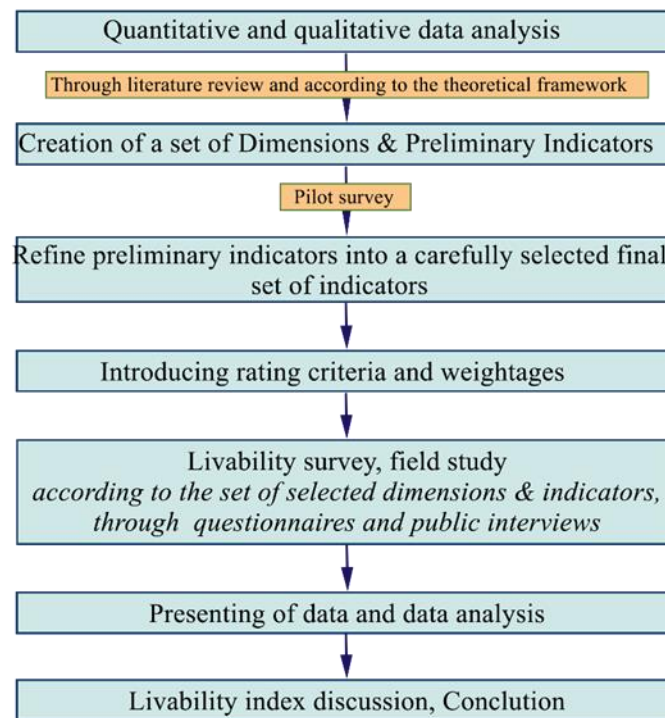 Quantitative and qualitative data analysis
Through literature review and according to the theoretical framework
Creation of a set of Dimensions & Preliminary Indicators
Pilot survey
Refine preliminary indicators into a carefully selected final
set of indicators
Introducing rating criteria and weightages
Livability survey, field study
according to the set of selected dimensions & indicators,
through questionnaires and public interviews
Presenting of data and data analysis
Livability index discussion, Conclution